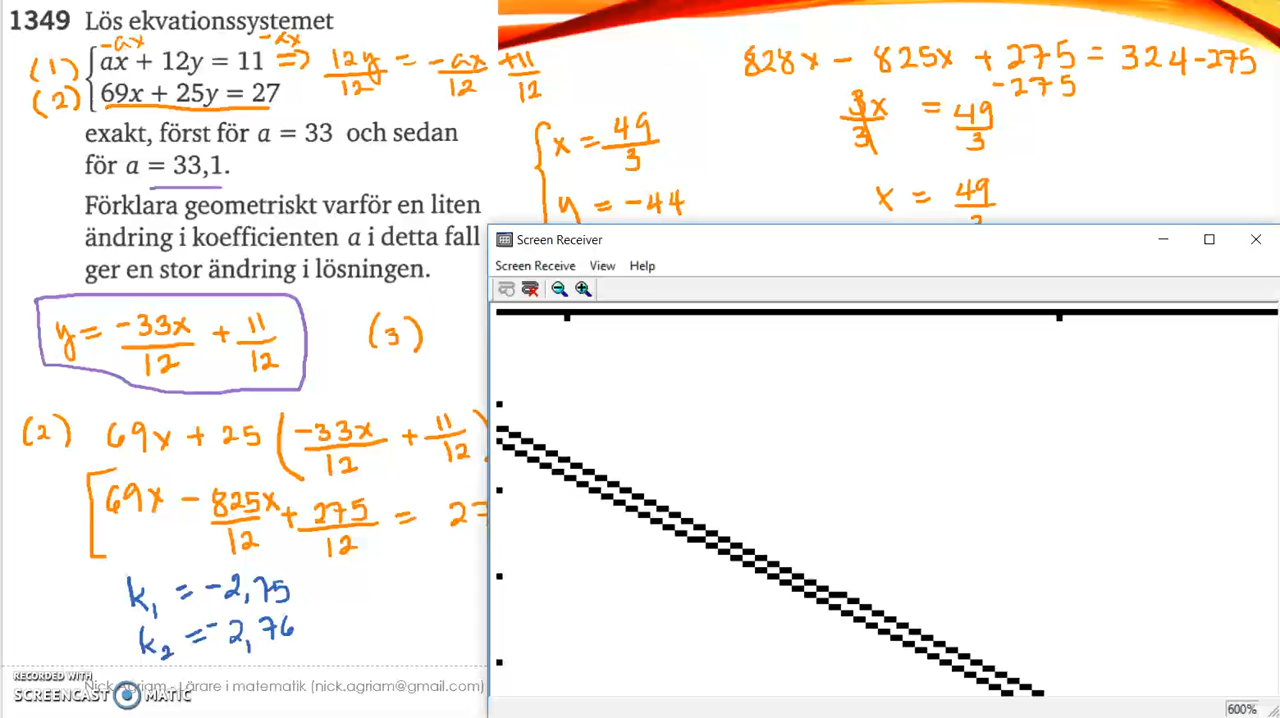 1349 Lös ekvationssystemet
-ax -ax
(1) ax + 12y = 11 => 12y/12 = -ax/12 + 11/12
(2) 69x + 25y = 27
exakt, först för a = 33 och sedan
för a = 33,1.
Förklara geometriskt varför en liten
ändring i koefficienten a i detta fall
ger en stor ändring i lösningen.
y = -33x/12 + 11/12 (3)
(2) 69x + 25 (-33x/12 + 11/12)
[69x - 825x/12 + 275/12 = 27
k₁ = -2,75
k₂ = -2,76
828x - 825x + 275 = 324 - 275
-275
3x/3 = 49/3
x = 49/3
x = 49/3
y = -44
Screen Receiver
Screen Receive View Help
600%
RECORDED WITH
SCREENCAST MATIC
Nick Agriam - Lärare i matematik (nick.agriam@gmail.com)